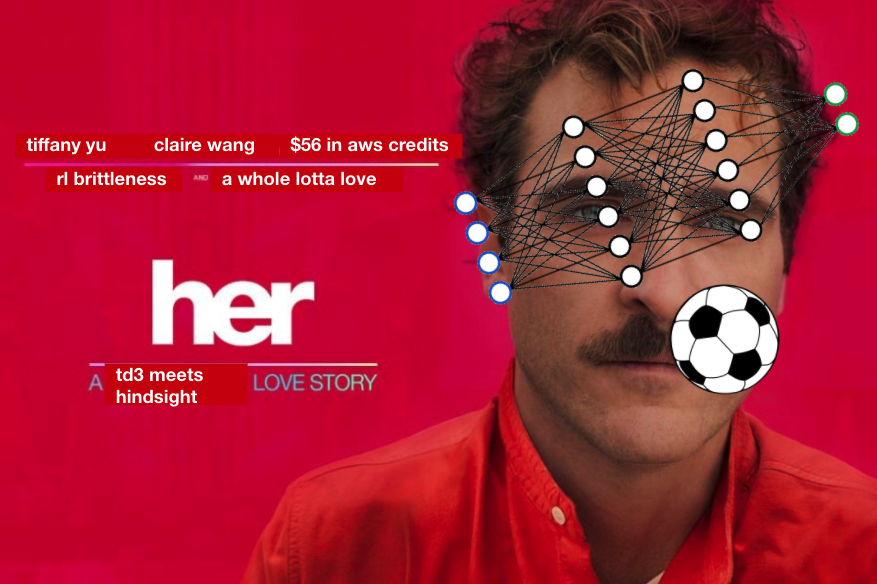 tiffany yu claire wang $56 in aws credits
rl brittleness AND a whole lotta love
her
A td3 meets hindsight LOVE STORY